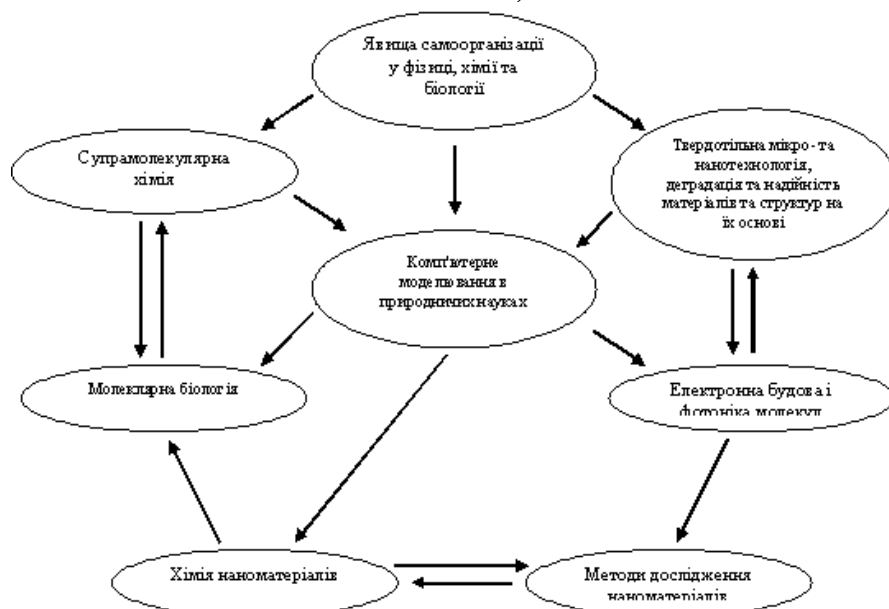 Явища самоорганізації
у фізиці, хімії та
біології
Супрамолекулярна
хімія
Твердотільна мікро- та
нанотехнологія,
деградація та надійність
матеріалів та структур на
їх основі
Комп'ютерне
моделювання в
природничих науках
Молеклярна біологія
Електронна будова і
фотоніка молекул
Хімія наноматеріалів
Методи дослідження
наноматеріалів